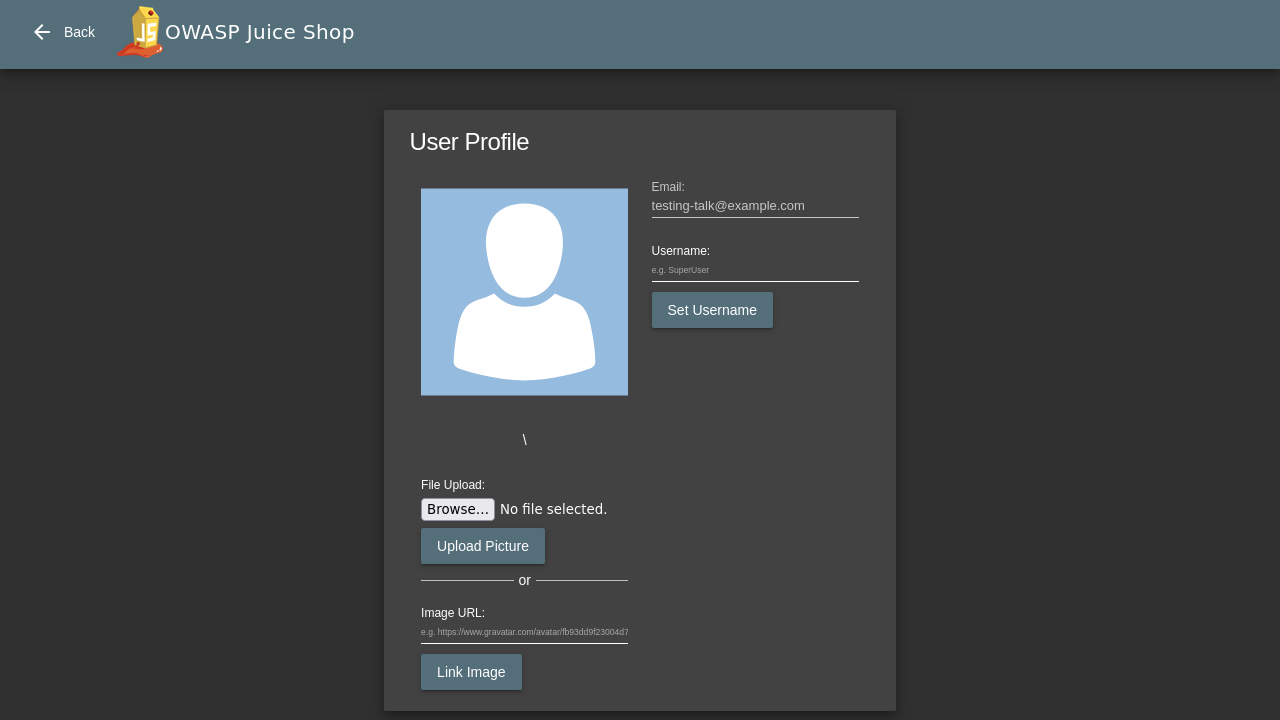 Back
OWASP Juice Shop
User Profile
Email:
testing-talk@example.com
Username:
e.g. SuperUser
Set Username
\
File Upload:
Browse... No file selected.
Upload Picture
or
Image URL:
e.g. https://www.gravatar.com/avatar/fb93dd9f23004d7
Link Image